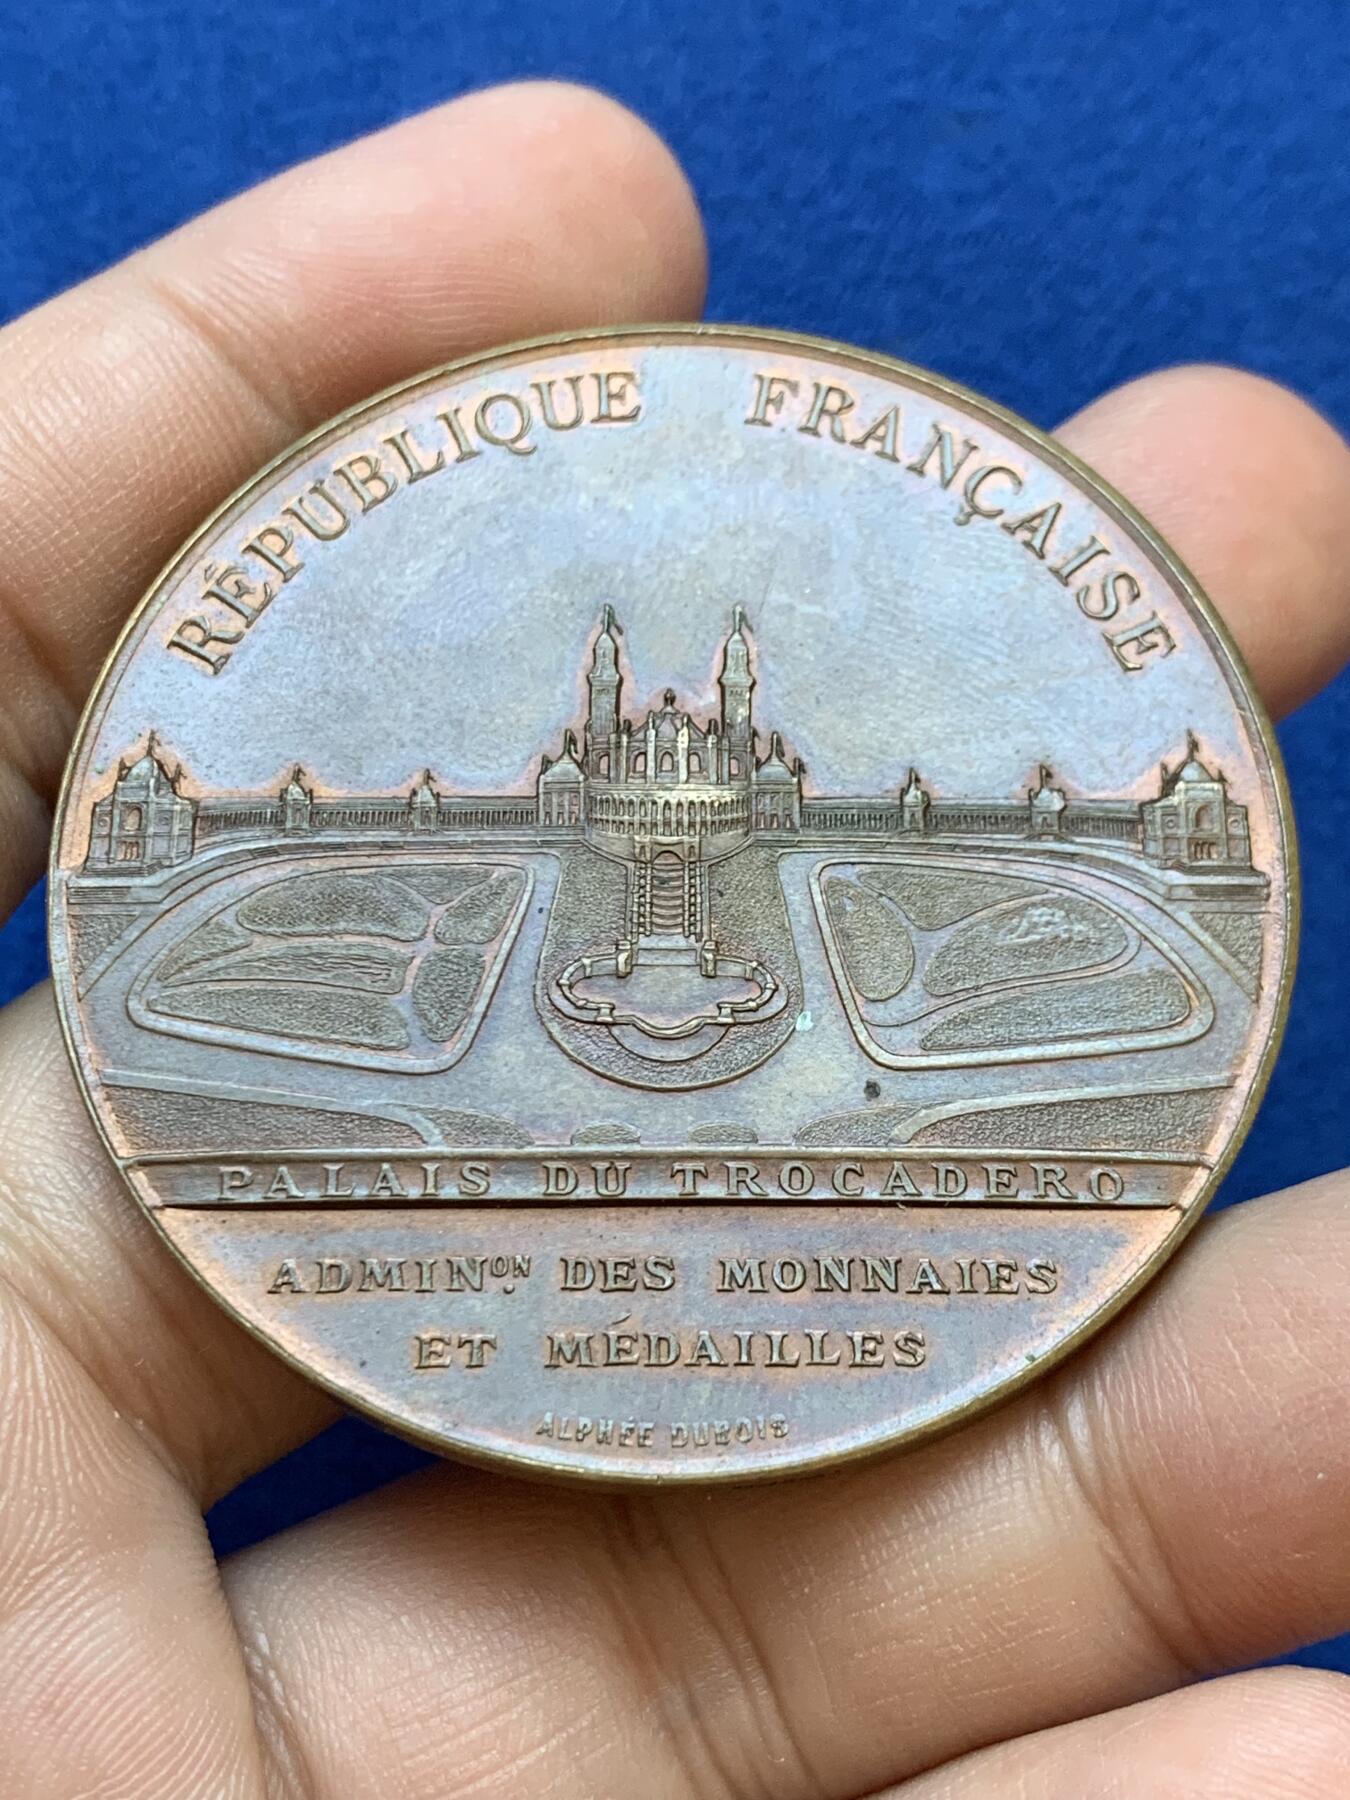 RÉPUBLIQUE FRANÇAISE
PALAIS DU TROCADERO
ADMINON. DES MONNAIES
ET MÉDAILLES
ALPHÉE DUBOIS